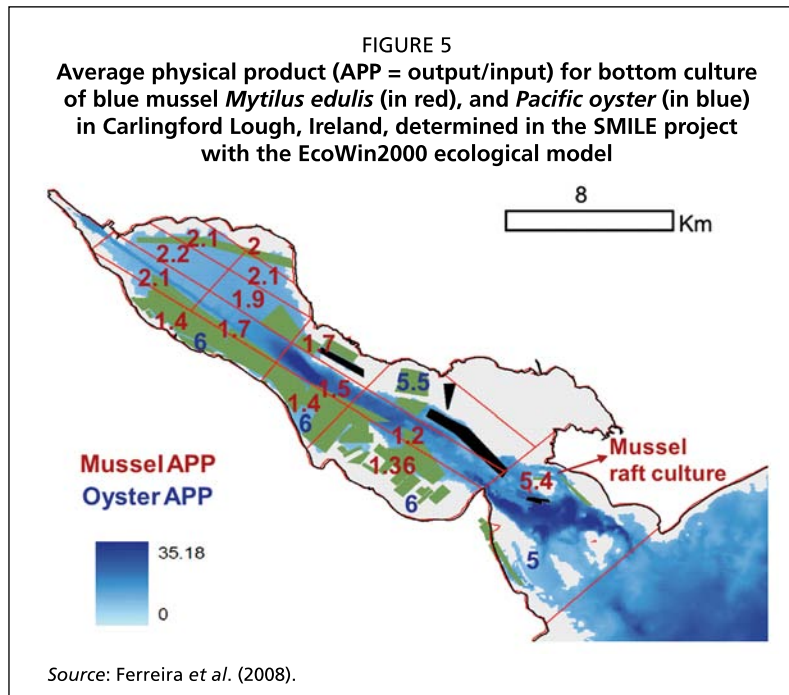 FIGURE 5
Average physical product (APP = output/input) for bottom culture
of blue mussel Mytilus edulis (in red), and Pacific oyster (in blue)
in Carlingford Lough, Ireland, determined in the SMILE project
with the EcoWin2000 ecological model
8
Km
2.1
2
2.2
2.1
2.1
1.9
1.4
1.7
6
1.7
5.5
1.5
1.4
6
1.2
1.36
6
Mussel
raft culture
5.4
5
Mussel APP
Oyster APP
35.18
0
Source: Ferreira et al. (2008).